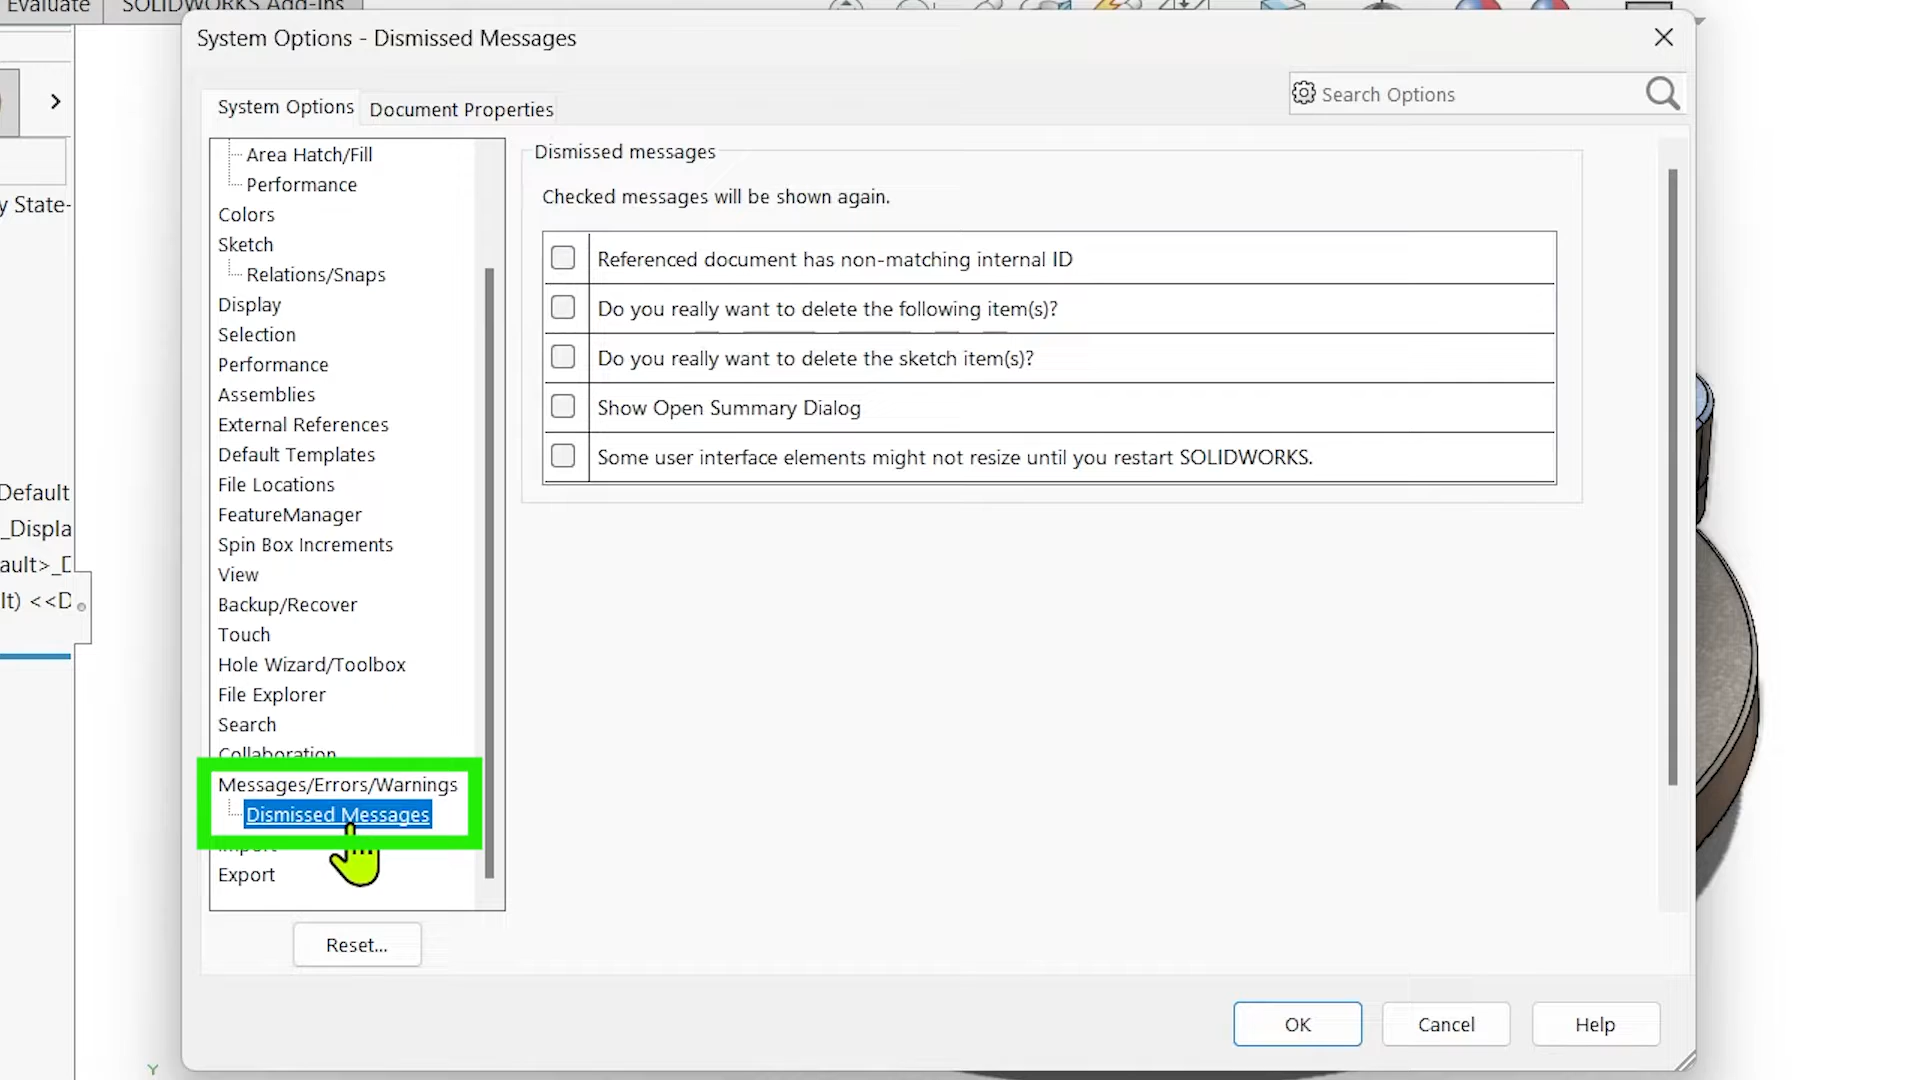 Evaluate
SOLIDWORKS Add-Ins
System Options - Dismissed Messages
System Options
Document Properties
Search Options
y State-
Default
_Displa
ault>_D
lt) <<D
Area Hatch/Fill
Performance
Colors
Sketch
Relations/Snaps
Display
Selection
Performance
Assemblies
External References
Default Templates
File Locations
FeatureManager
Spin Box Increments
View
Backup/Recover
Touch
Hole Wizard/Toolbox
File Explorer
Search
Collaboration
Messages/Errors/Warnings
Dismissed Messages
Import
Export
Reset...
Dismissed messages
Checked messages will be shown again.
Referenced document has non-matching internal ID
Do you really want to delete the following item(s)?
Do you really want to delete the sketch item(s)?
Show Open Summary Dialog
Some user interface elements might not resize until you restart SOLIDWORKS.
OK
Cancel
Help
Y